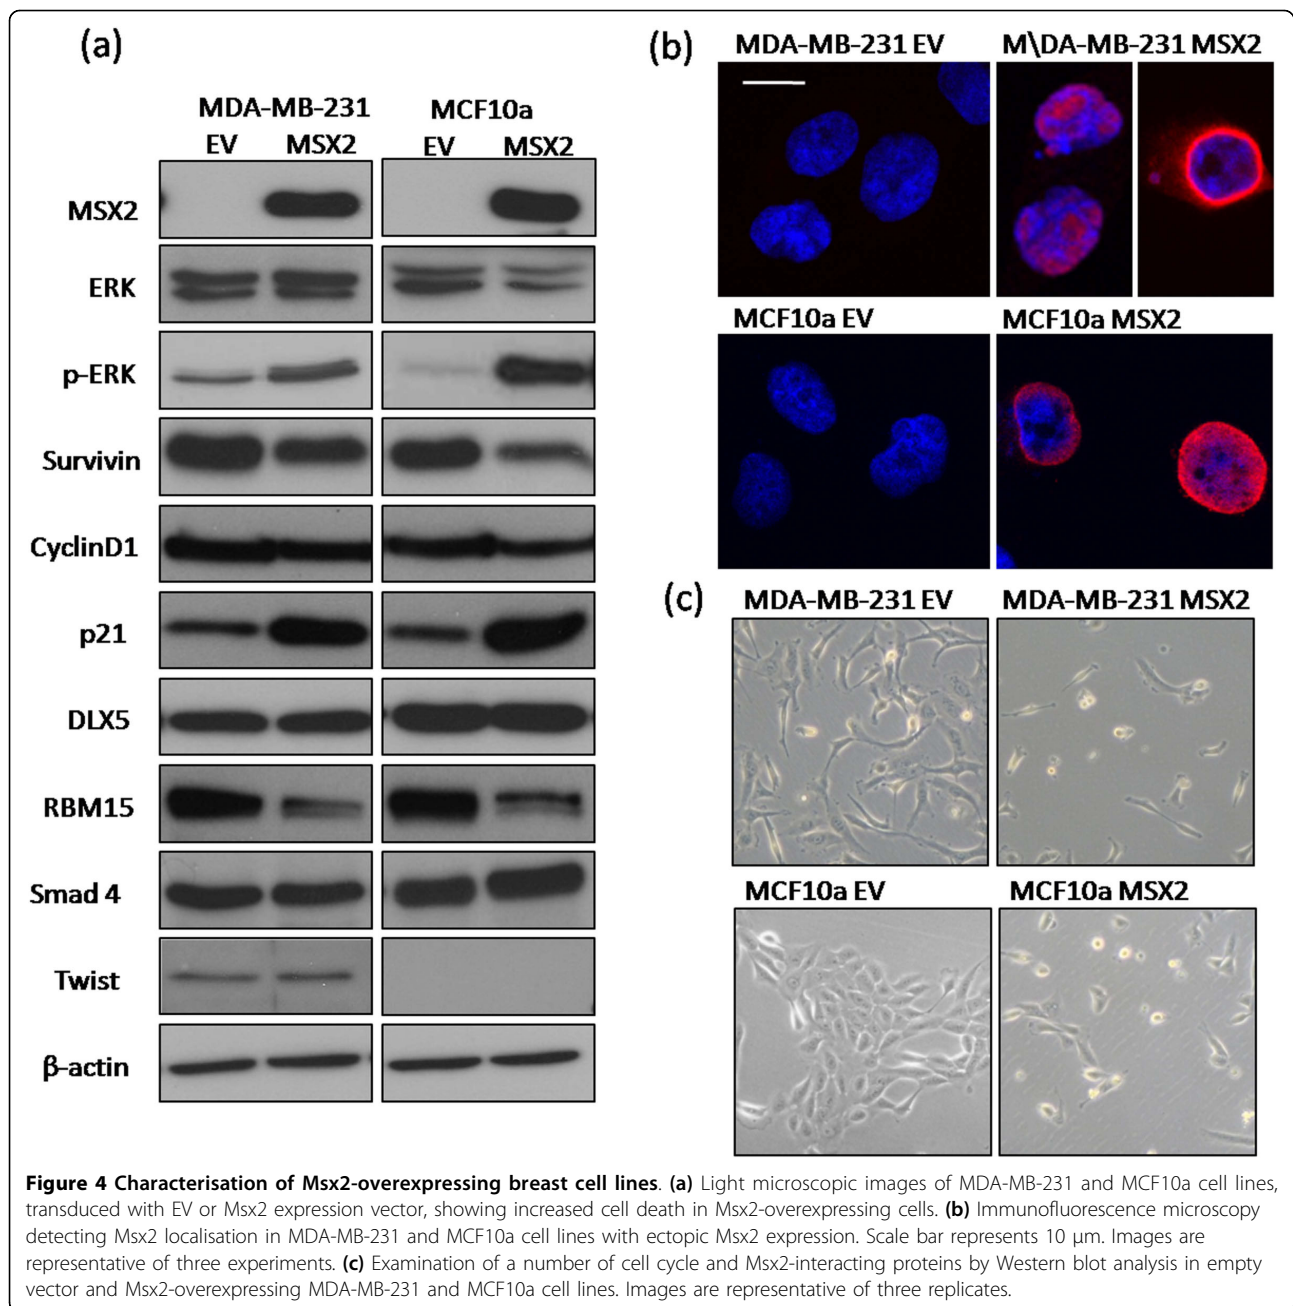 (a)
MDA-MB-231
MCF10a
EV MSX2
EV MSX2
MSX2
ERK
p-ERK
Survivin
CyclinD1
p21
DLX5
RBM15
Smad 4
Twist
β-actin
(b)
MDA-MB-231 EV
M\DA-MB-231 MSX2
MCF10a EV
MCF10a MSX2
(c)
MDA-MB-231 EV
MDA-MB-231 MSX2
MCF10a EV
MCF10a MSX2
Figure 4 Characterisation of Msx2-overexpressing breast cell lines. (a) Light microscopic images of MDA-MB-231 and MCF10a cell lines,
transduced with EV or Msx2 expression vector, showing increased cell death in Msx2-overexpressing cells. (b) Immunofluorescence microscopy
detecting Msx2 localisation in MDA-MB-231 and MCF10a cell lines with ectopic Msx2 expression. Scale bar represents 10 μm. Images are
representative of three experiments. (c) Examination of a number of cell cycle and Msx2-interacting proteins by Western blot analysis in empty
vector and Msx2-overexpressing MDA-MB-231 and MCF10a cell lines. Images are representative of three replicates.